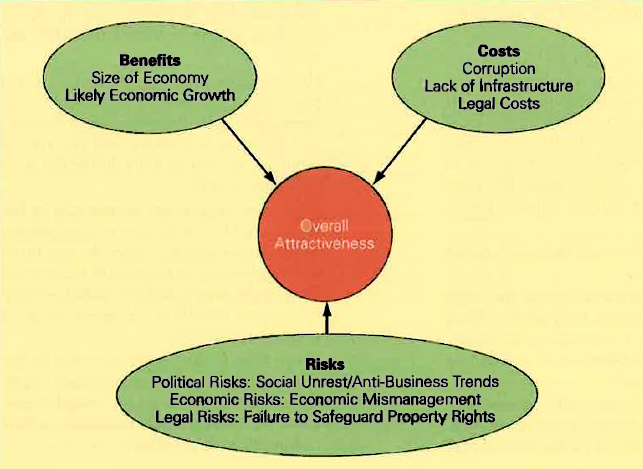 Benefits
Size of Economy
Likely Economic Growth
Costs
Corruption
Lack of Infrastructure
Legal Costs
Overall
Attractiveness
Risks
Political Risks: Social Unrest/Anti-Business Trends
Economic Risks: Economic Mismanagement
Legal Risks: Failure to Safeguard Property Rights